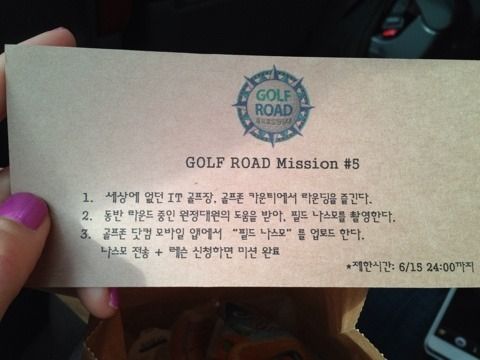 GOLF
ROAD
GOLF ROAD Mission #5
1. 세상에 없던 IT 골프장, 골프존 카운티에서 라운딩을 즐긴다.
2. 동반 라운드 중인 원정대원의 도움을 받아, 필드 나스모를 촬영한다.
3. 골프존 닷컴 모바일 앱에서 “필드 나스모”를 업로드 한다.
나스모 전송 + 레슨 신청하면 미션 완료
*제한시간: 6/15 24:00까지